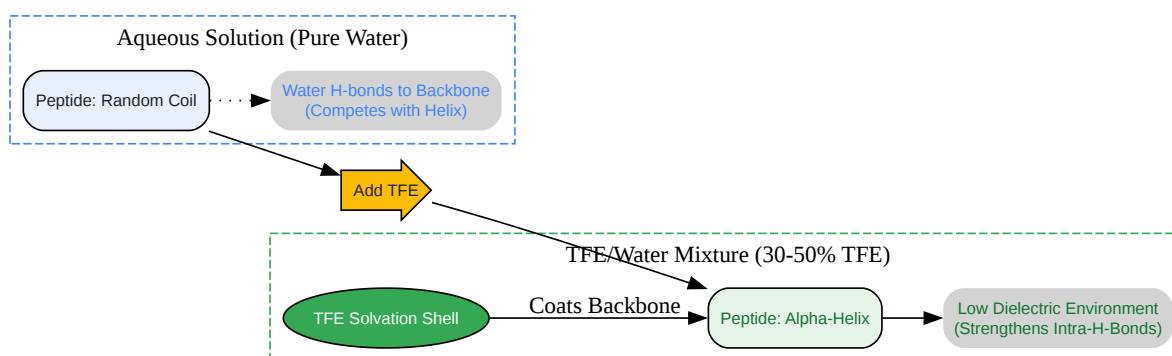 Aqueous Solution (Pure Water)
Peptide: Random Coil
Water H-bonds to Backbone
(Competes with Helix)
Add TFE
TFE/Water Mixture (30-50% TFE)
TFE Solvation Shell
Coats Backbone
Peptide: Alpha-Helix
Low Dielectric Environment
(Strengthens Intra-H-Bonds)